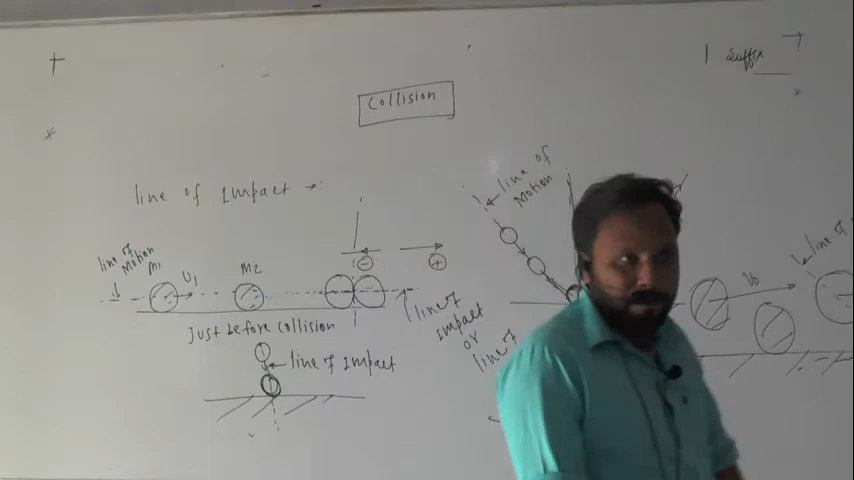 Suffix
Collision
line of Impact →
line of
Motion
M1
U1
M2
⊖
⊕
Just before collision
line of
Impact
or
line of
line of Impact
line of
Motion
V0
line of